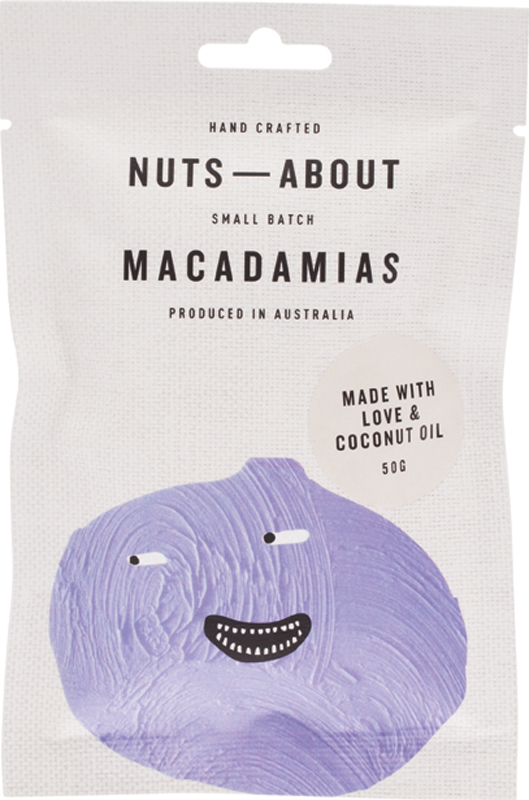 HAND CRAFTED
NUTS—ABOUT
SMALL BATCH
MACADAMIAS
PRODUCED IN AUSTRALIA
MADE WITH
LOVE &
COCONUT OIL
50G